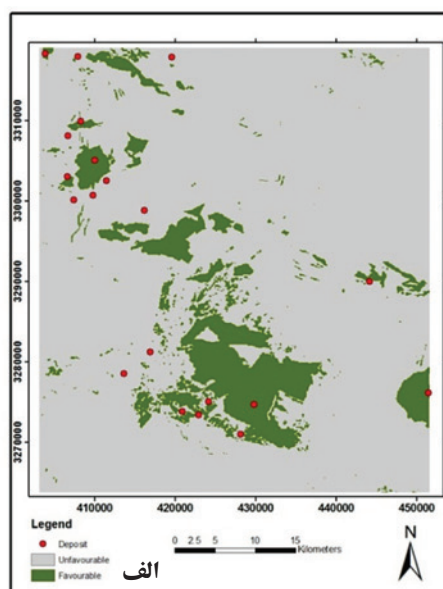 3310000
3300000
3290000
3280000
3270000
410000 420000 430000 440000 450000
Legend
Deposit
Unfavourable
Favourable
الف
0 2.5 5 10 15
Kilometers
N